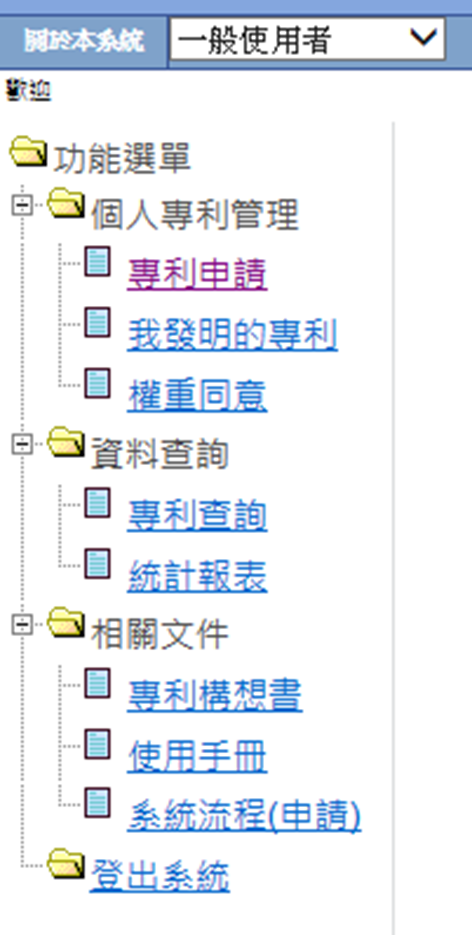 關於本系統 一般使用者
歡迎
功能選單
個人專利管理
專利申請
我發明的專利
權重同意
資料查詢
專利查詢
統計報表
相關文件
專利構想書
使用手冊
系統流程(申請)
登出系統